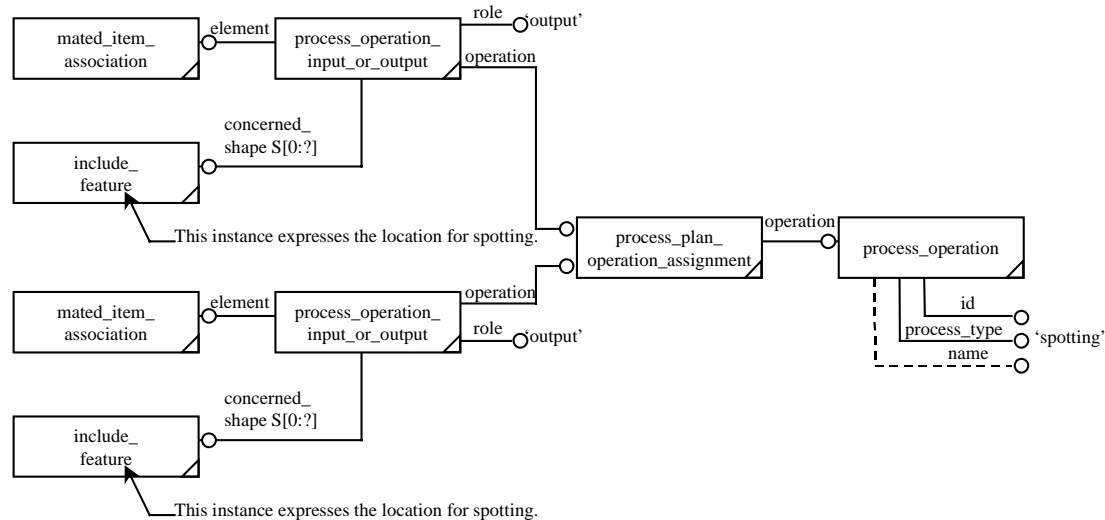 mated_item_
association
element
process_operation_
input_or_output
role
'output'
operation
concerned_
shape S[0:?]
include_
feature
This instance expresses the location for spotting.
process_plan_
operation_assignment
operation
process_operation
id
process_type
'spotting'
name
mated_item_
association
element
process_operation_
input_or_output
operation
role
'output'
concerned_
shape S[0:?]
include_
feature
This instance expresses the location for spotting.